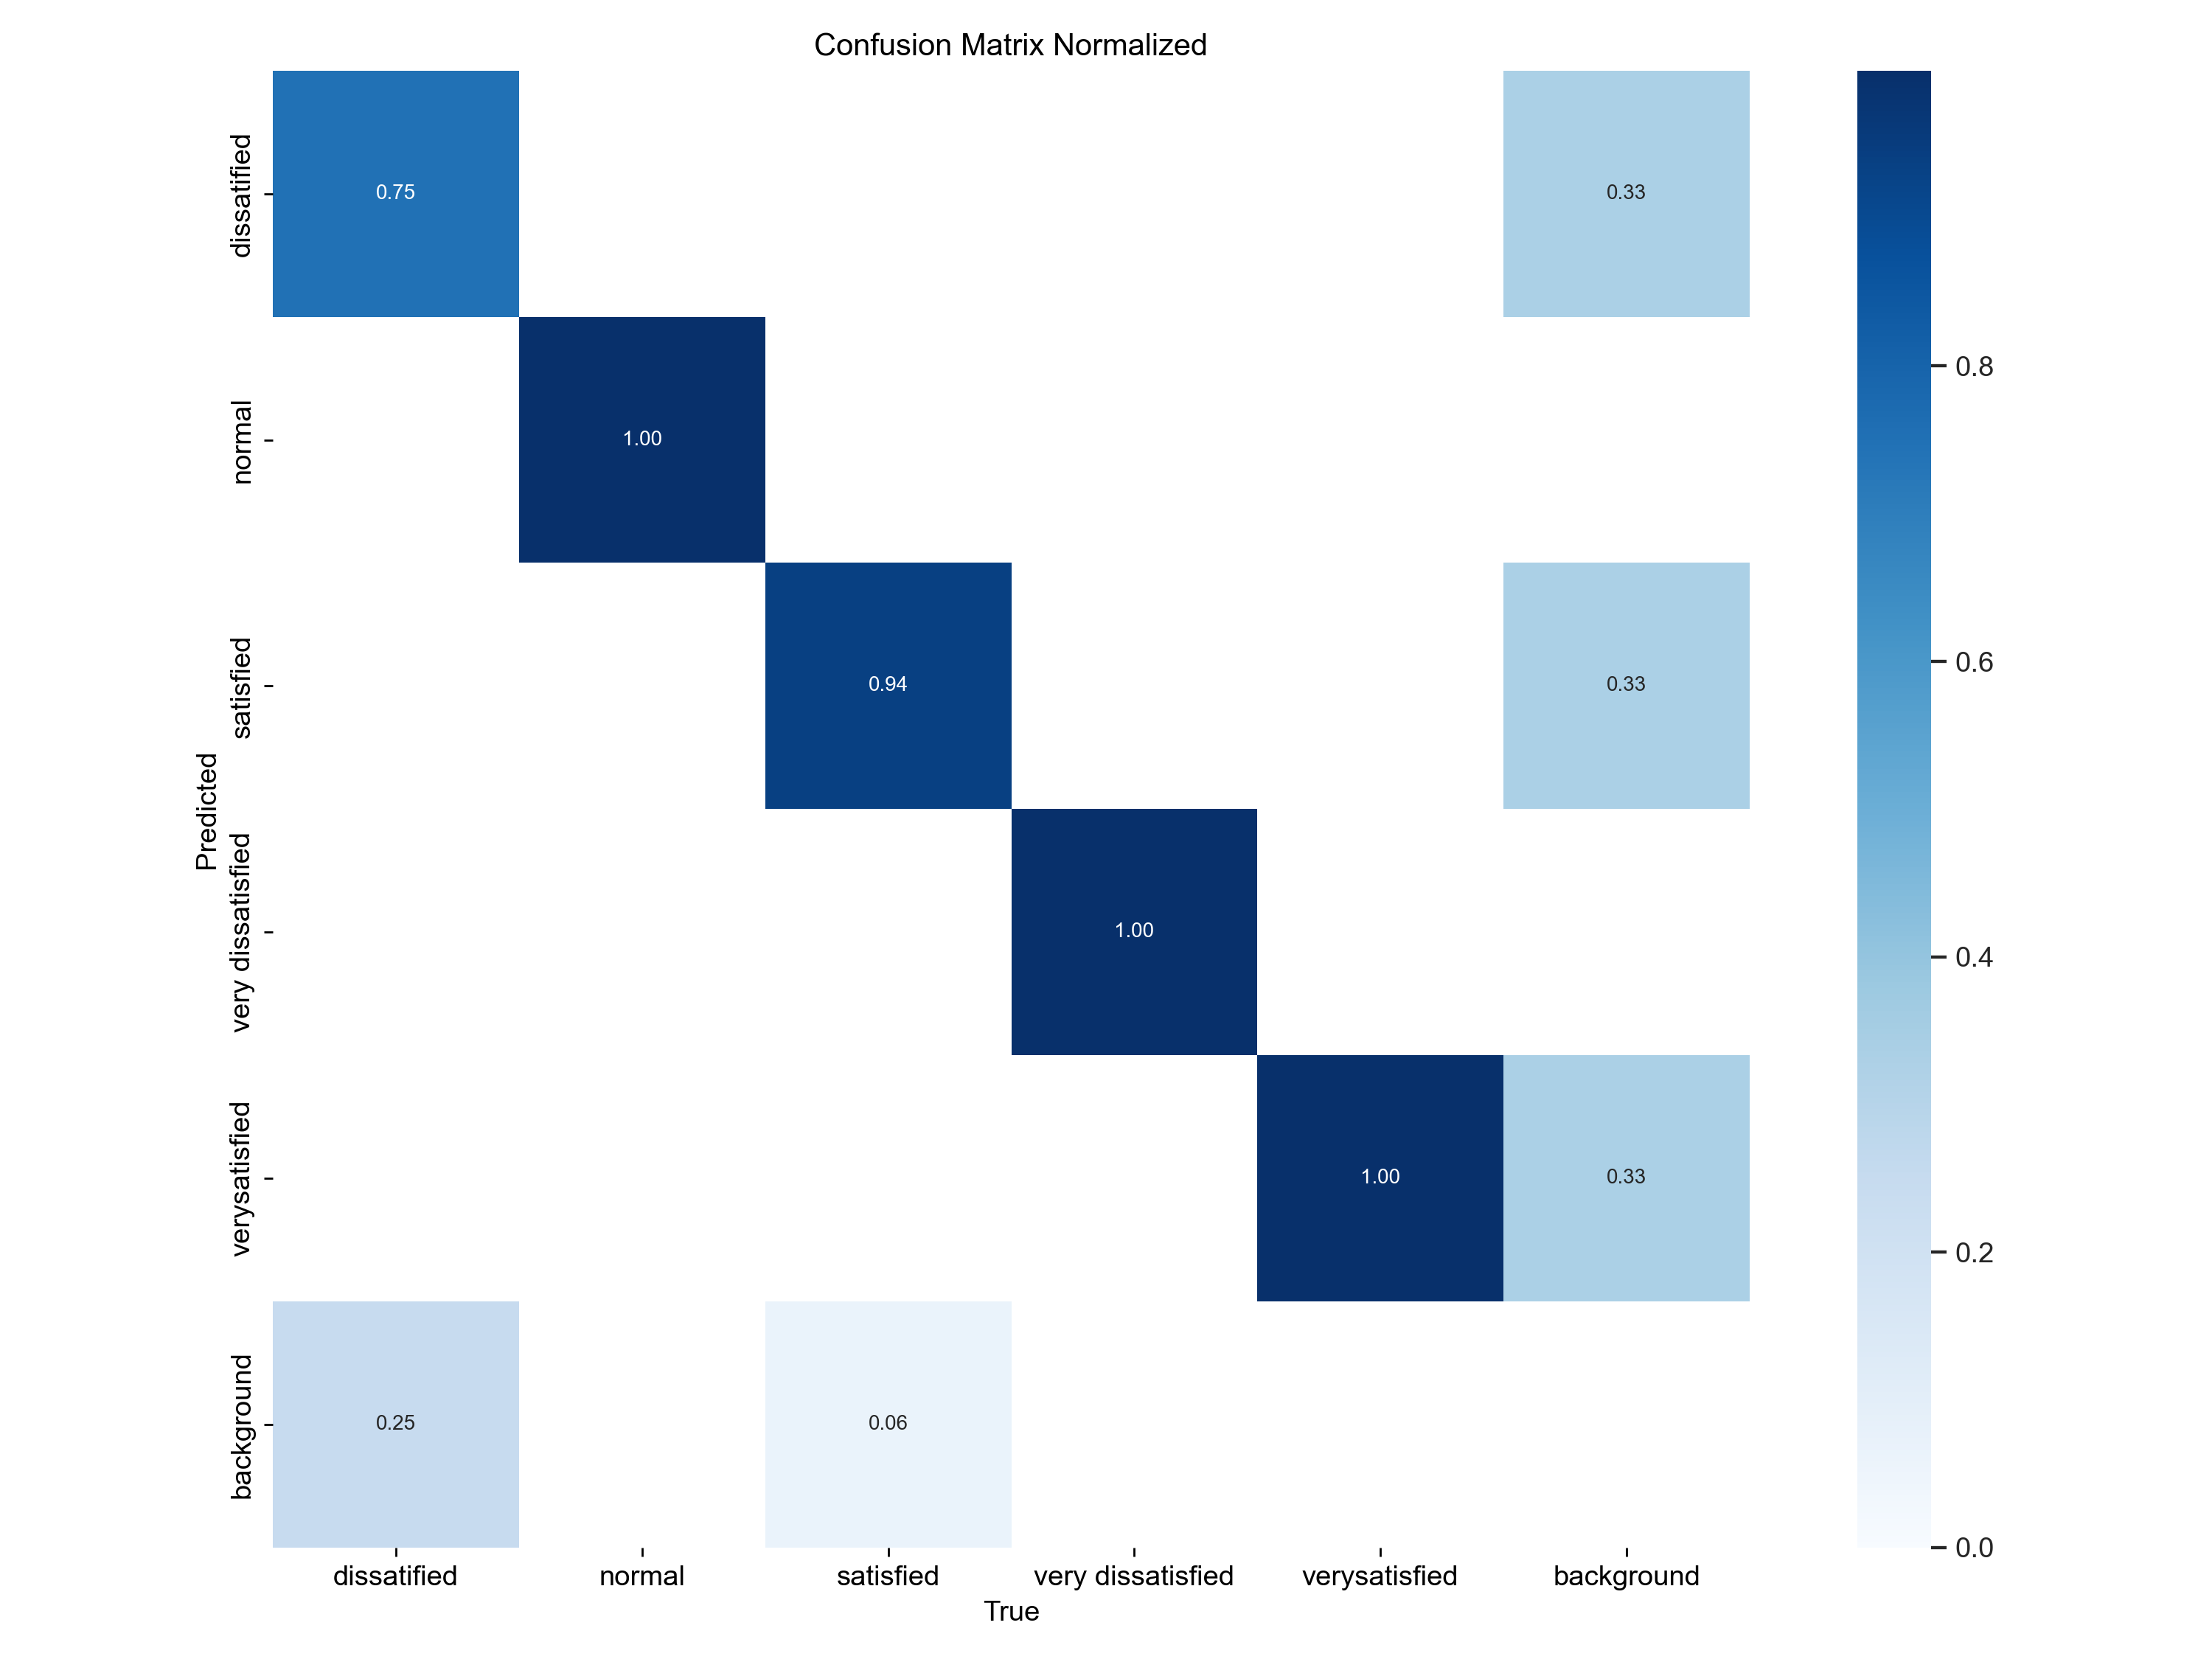 Confusion Matrix Normalized
dissatified
0.75
0.33
normal
1.00
satisfied
0.94
0.33
Predicted
very dissatisfied
1.00
verysatisfied
1.00
0.33
background
0.25
0.06
dissatified
normal
satisfied
very dissatisfied
verysatisfied
background
True
0.8
0.6
0.4
0.2
0.0